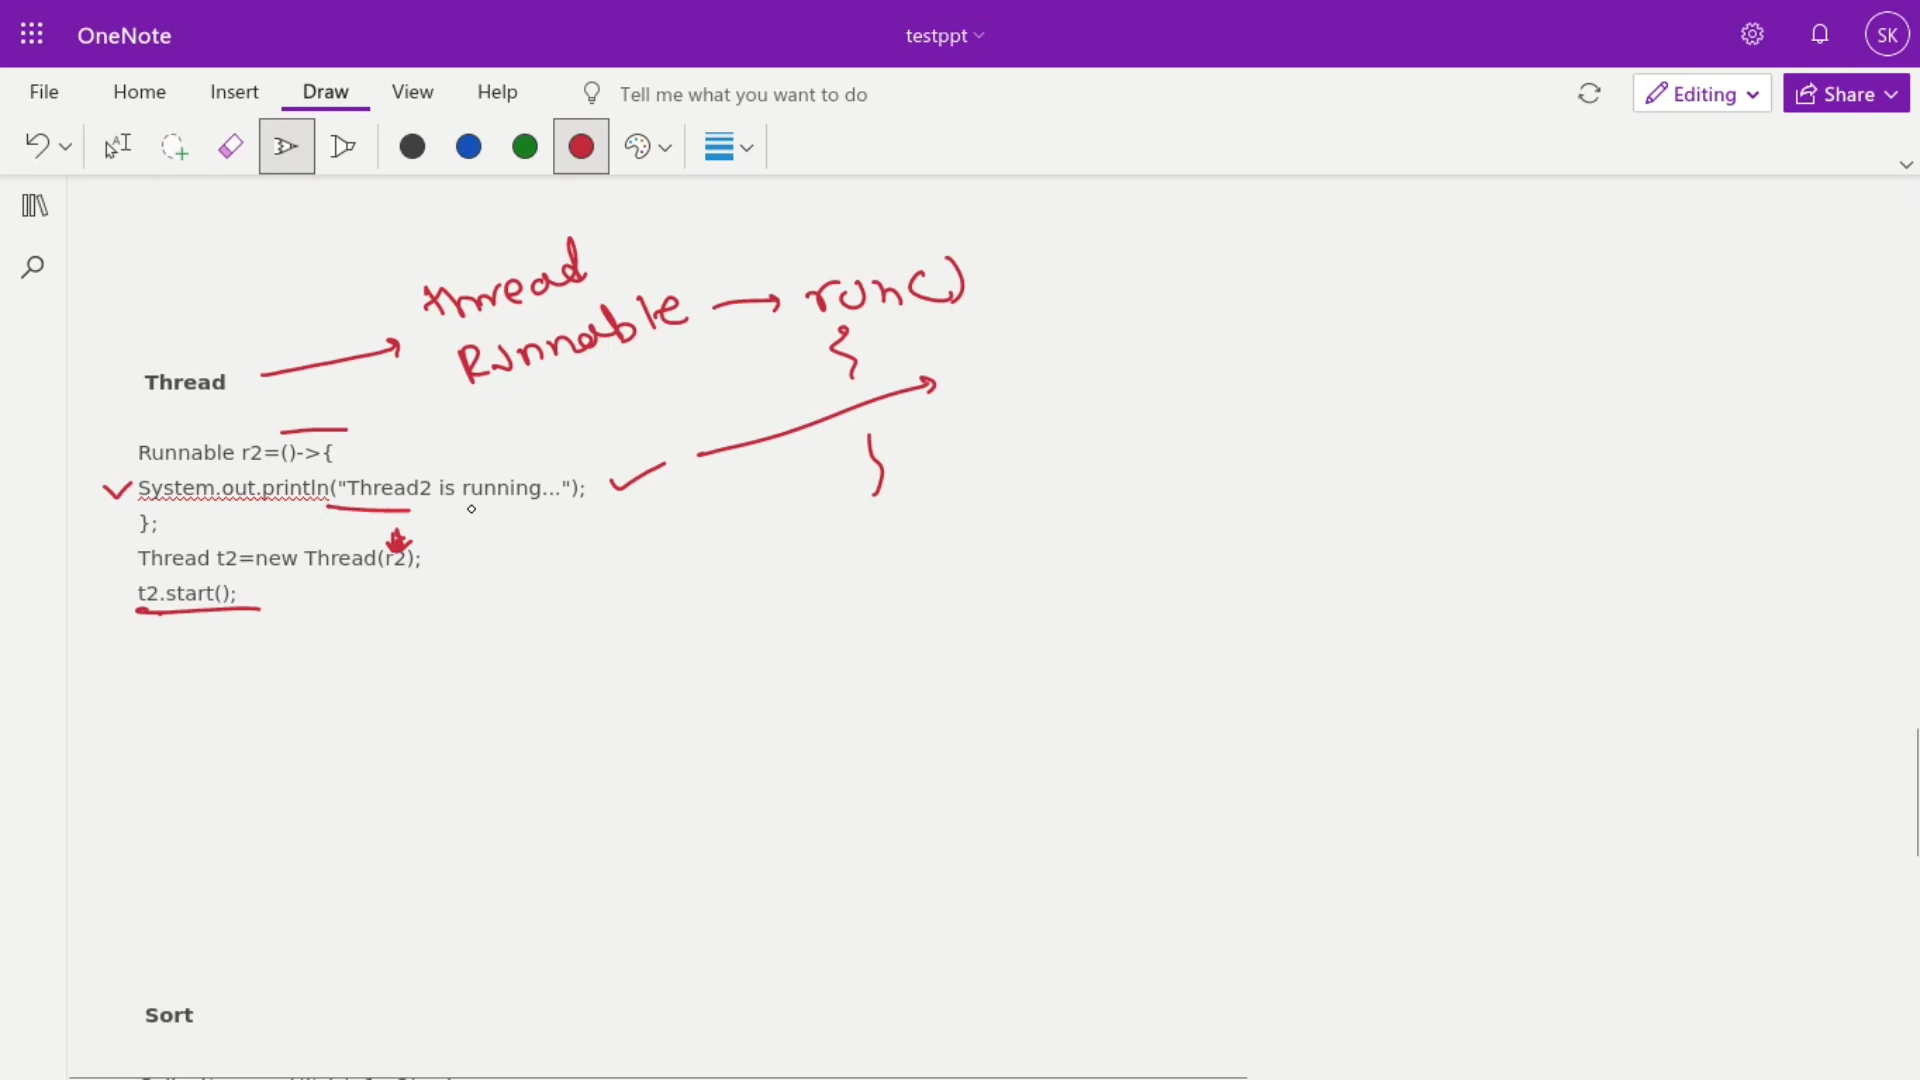 OneNote
testppt
SK
File Home Insert Draw View Help Tell me what you want to do
Editing Share
thread
Runnable run()
{
Thread
}
Runnable r2=()->{
System.out.println("Thread2 is running...");
};
Thread t2=new Thread(r2);
t2.start();
Sort